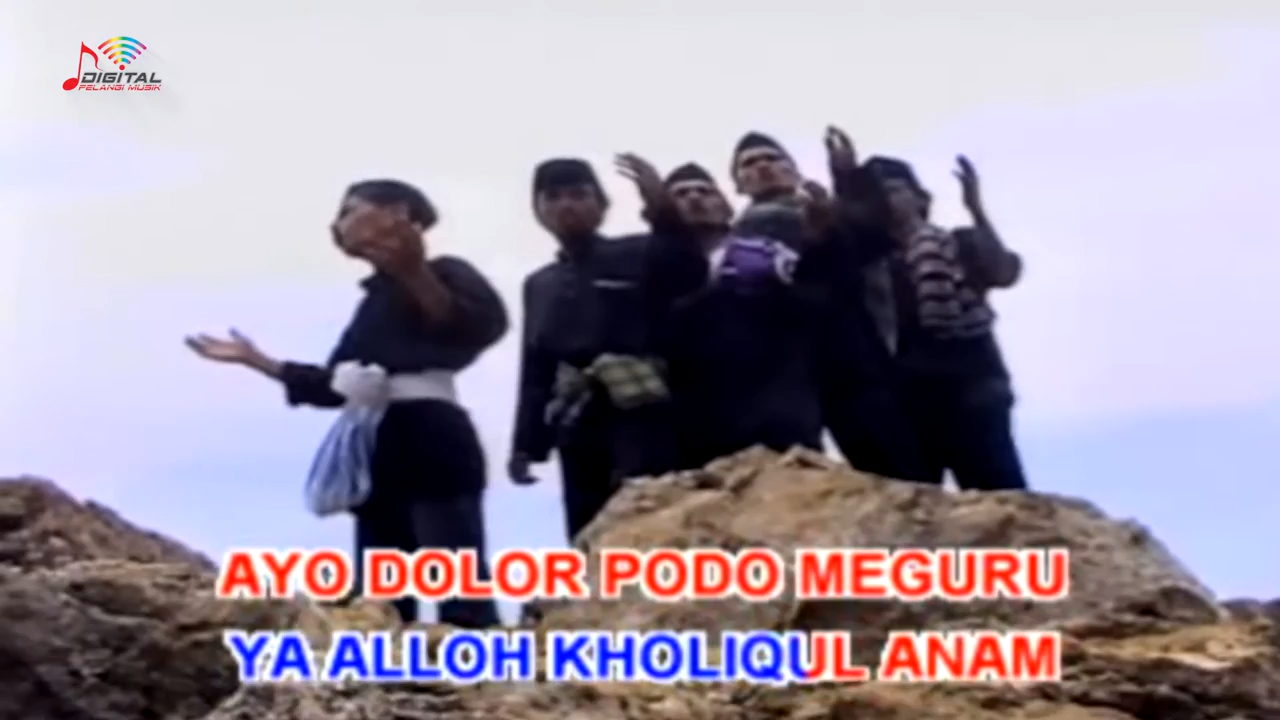 DIGITAL
PELANGI MUSIK
AYO DOLOR PODO MEGURU
YA ALLOH KHOLIQUL ANAM